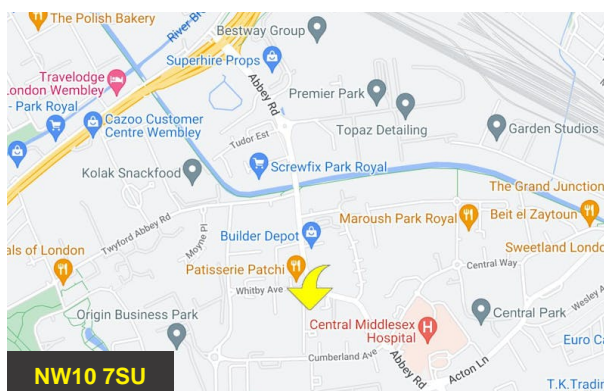 The Polish Bakery
River Br
Bestway Group
Superhire Props
Abbey Rd
Travelodge
London Wembley
Premier Park
- Park Royal
Cazoo Customer
Centre Wembley
Tudor Est
Topaz Detailing
Garden Studios
Kolak Snackfood
Screwfix Park Royal
The Grand Junction
Twyford Abbey Rd
Moyne Pl
Maroush Park Royal
Beit el Zaytoun
Builder Depot
als of London
Sweetland Londo
Patisserie Patchi
Central Way
Whitby Ave
Wesley A
Origin Business Park
Central Middlesex
Hospital
Central Park
Euro Ca
Cumberland Ave
Abbey Rd
Acton Ln
NW10 7SU
T.K.Trading